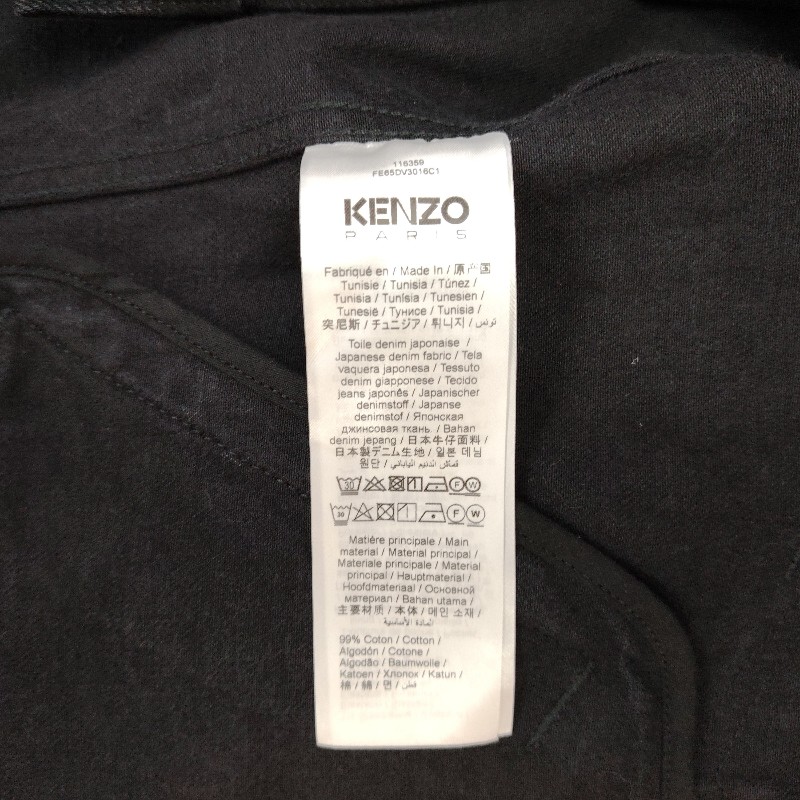 116359
FE65DV3016C1
KENZO
PARIS
Fabriqué en / Made In / 原产国
Tunisie / Tunisia / Túnez /
Tunísia / Tunísia / Tunesien /
Tunesië / Тунисе / Tunisia /
突尼斯 / チュニジア / 튀니지 / تونس
Toile denim japonaise /
Japanese denim fabric / Tela
vaquera japonesa / Tessuto
denim giapponese / Tecido
jeans japonês / Japanischer
denimstoff / Japanse
denimstof / Японская
джинсовая ткань. / Bahan
denim jepang / 日本牛仔面料 /
日本製デニム生地 / 일본 데님
원단 / قماش الدنيم الياباني
30 F W
30 F W
Matière principale / Main
material / Material principal /
Materiale principale / Material
principal / Hauptmaterial /
Hoofdmateriaal / Основной
материал / Bahan utama /
主要材质 / 本体 / 메인 소재 /
المادة الأساسية
99% Coton / Cotton /
Algodón / Cotone /
Algodão / Baumwolle /
Katoen / Хлопок / Katun /
棉 / 綿 / 면 / قطن